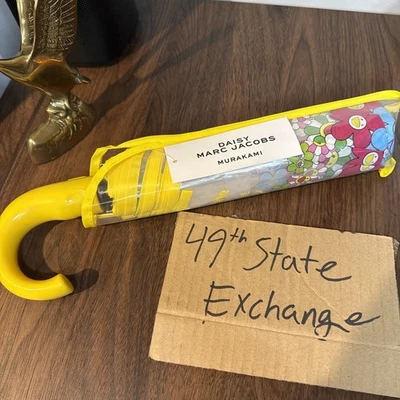 DAISY
MARC JACOBS
MURAKAMI
49th State
Exchange